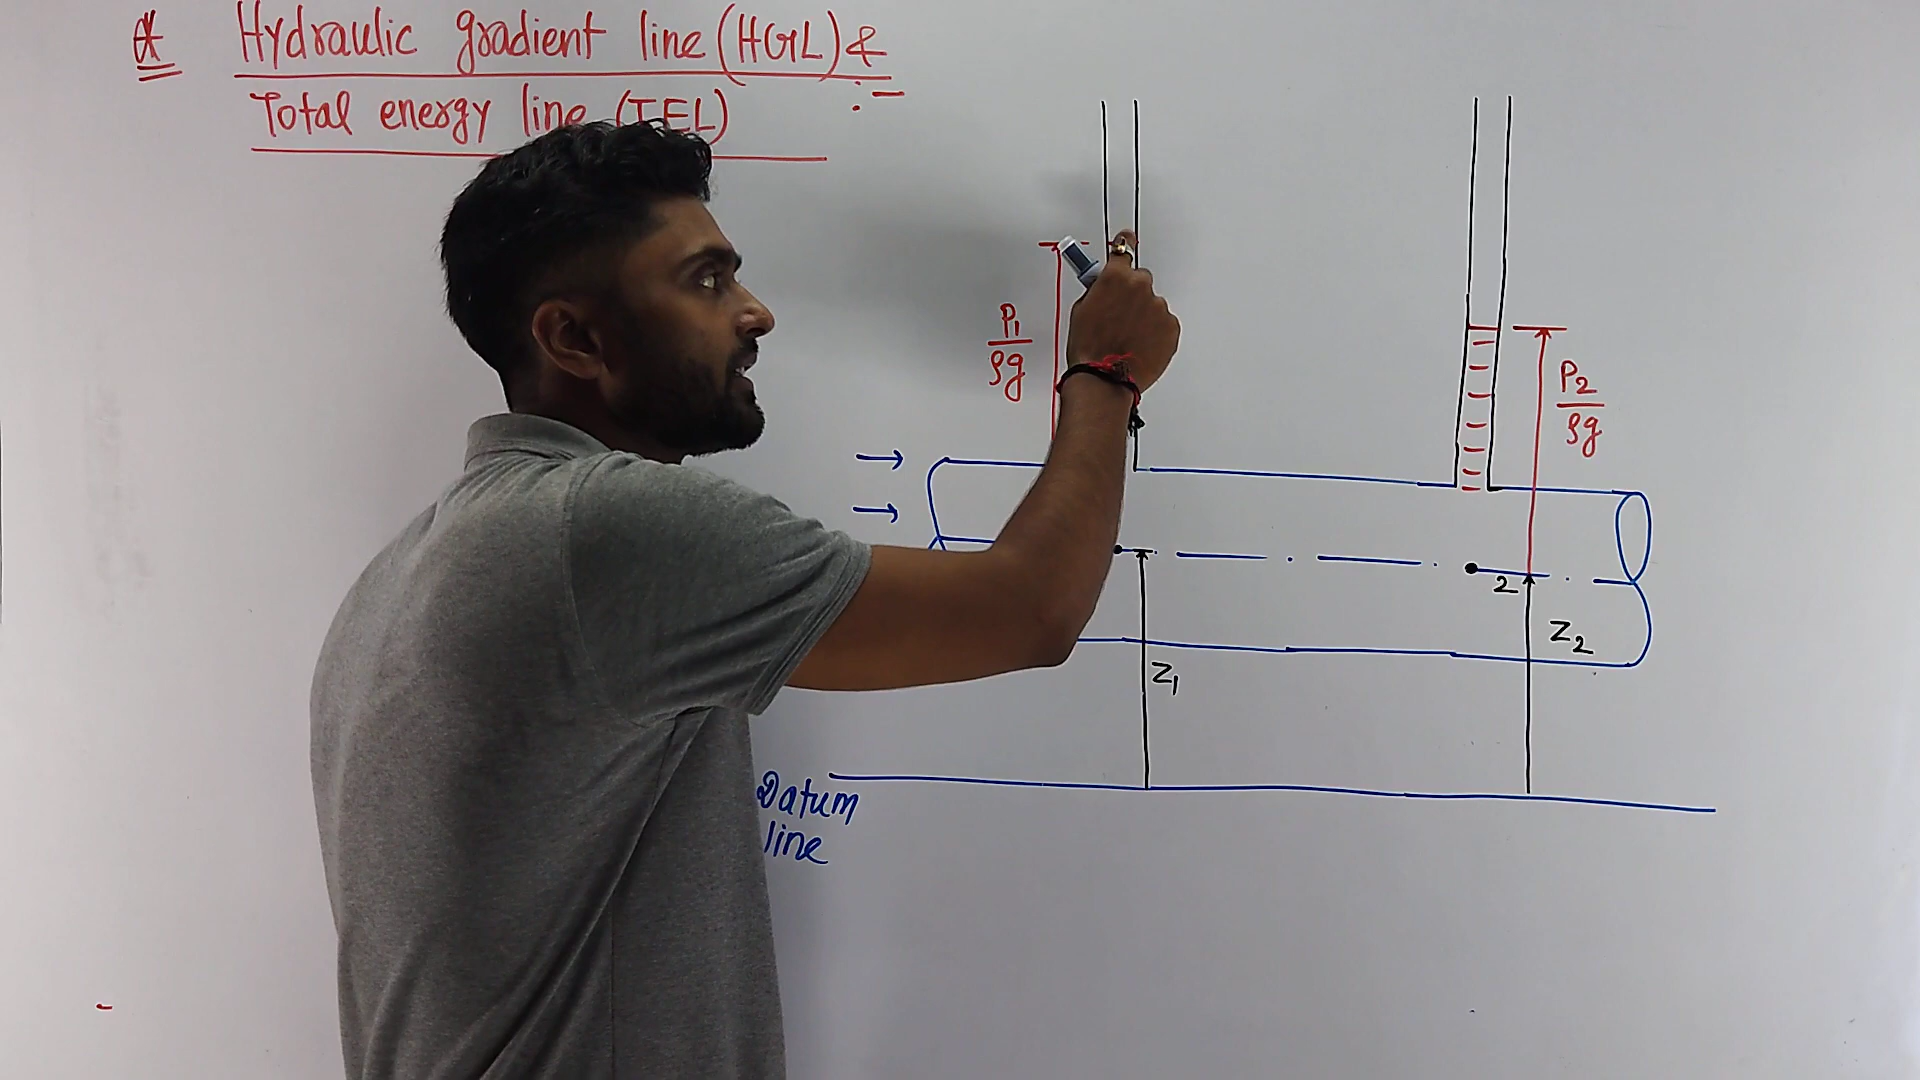 Hydraulic gradient line (HGL) &
Total energy line (TEL) :-
P1
ρg
P2
ρg
2
Z2
Z1
Datum
line